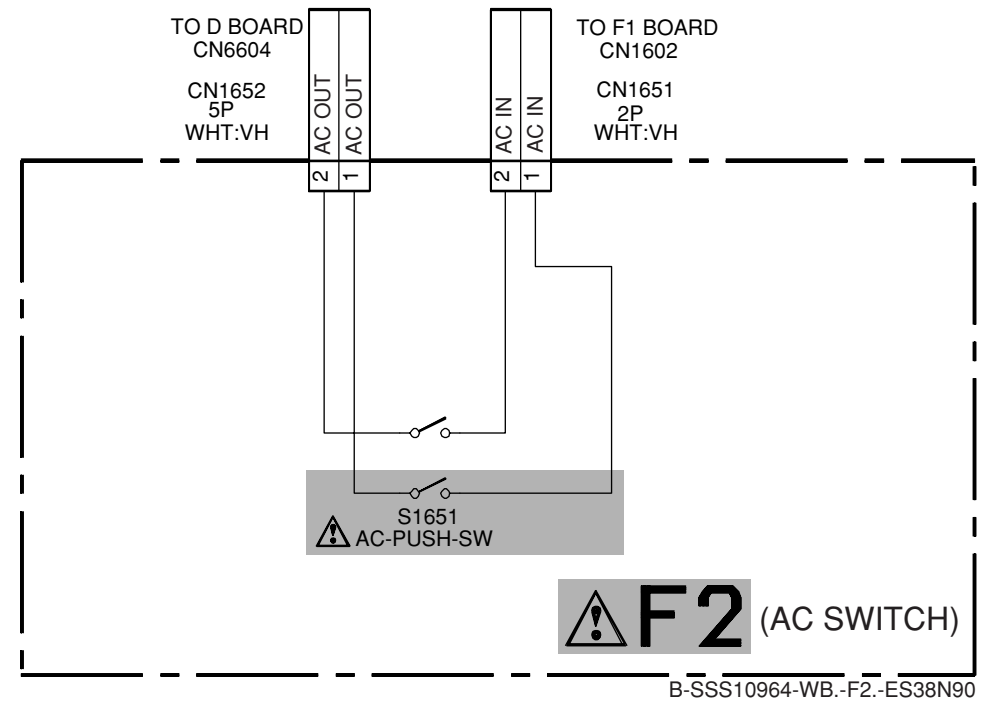 TO D BOARD
CN6604
CN1652
5P
WHT:VH
AC OUT
AC OUT
2
1
TO F1 BOARD
CN1602
CN1651
2P
WHT:VH
AC IN
AC IN
2
1
S1651
AC-PUSH-SW
F2 (AC SWITCH)
B-SSS10964-WB.-F2.-ES38N90